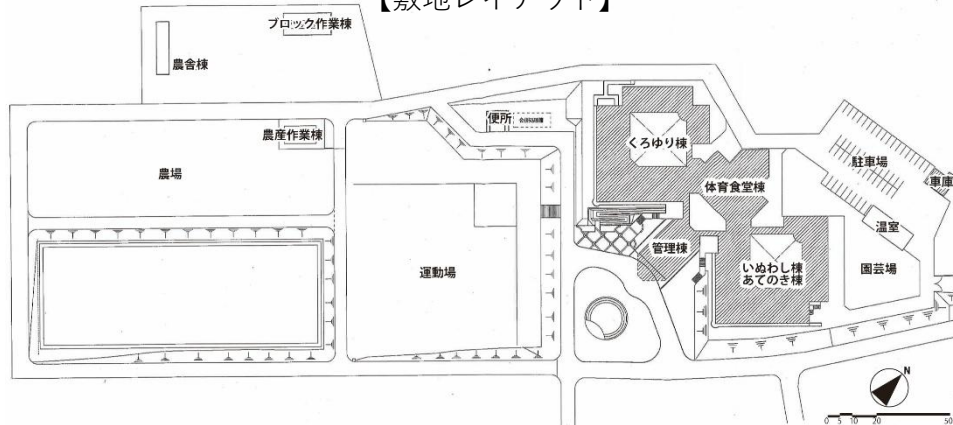 【敷地レイアウト】
ブロック作業棟
農舎棟
便所
農産作業棟
くろゆり棟
駐車場
農場
体育食堂棟
車庫
温室
管理棟
運動場
いぬわし棟
あてのき棟
園芸場
N
0 5 10 20 50